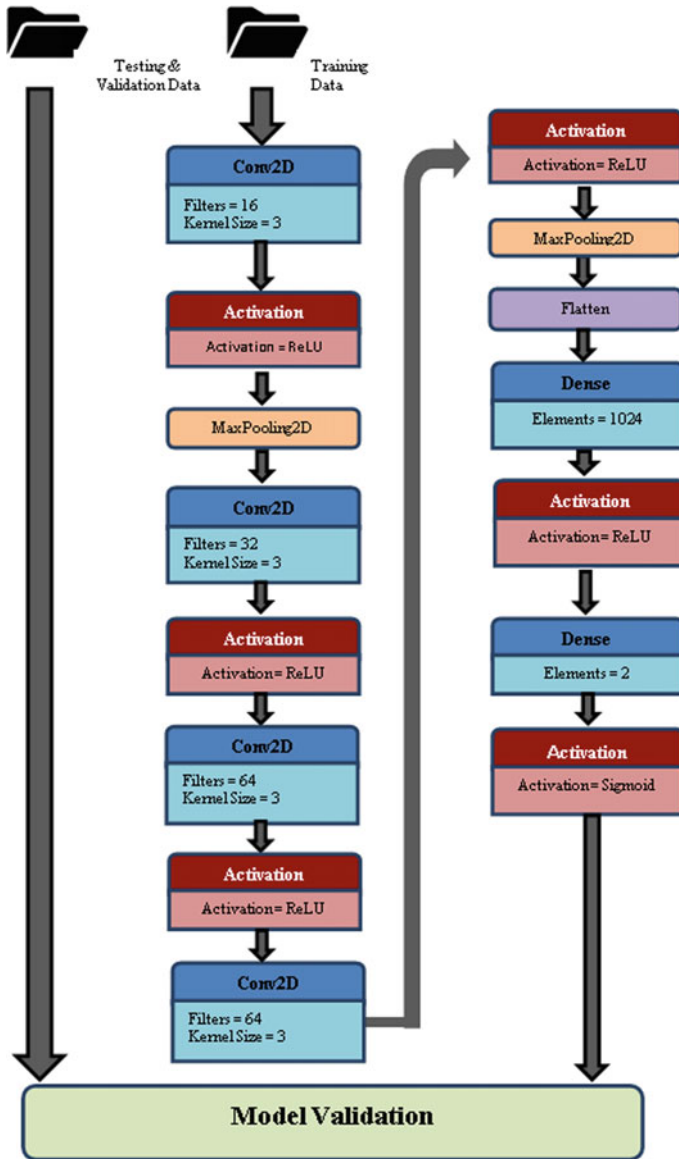 Testing &
Validation Data
Training
Data
Conv2D
Filters = 16
Kernel Size = 3
Activation
Activation = ReLU
MaxPooling2D
Conv2D
Filters = 32
Kernel Size = 3
Activation
Activation= ReLU
Conv2D
Filters = 64
Kernel Size = 3
Activation
Activation= ReLU
Conv2D
Filters = 64
Kernel Size = 3
Activation
Activation= ReLU
MaxPooling2D
Flatten
Dense
Elements = 1024
Activation
Activation= ReLU
Dense
Elements = 2
Activation
Activation= Sigmoid
Model Validation